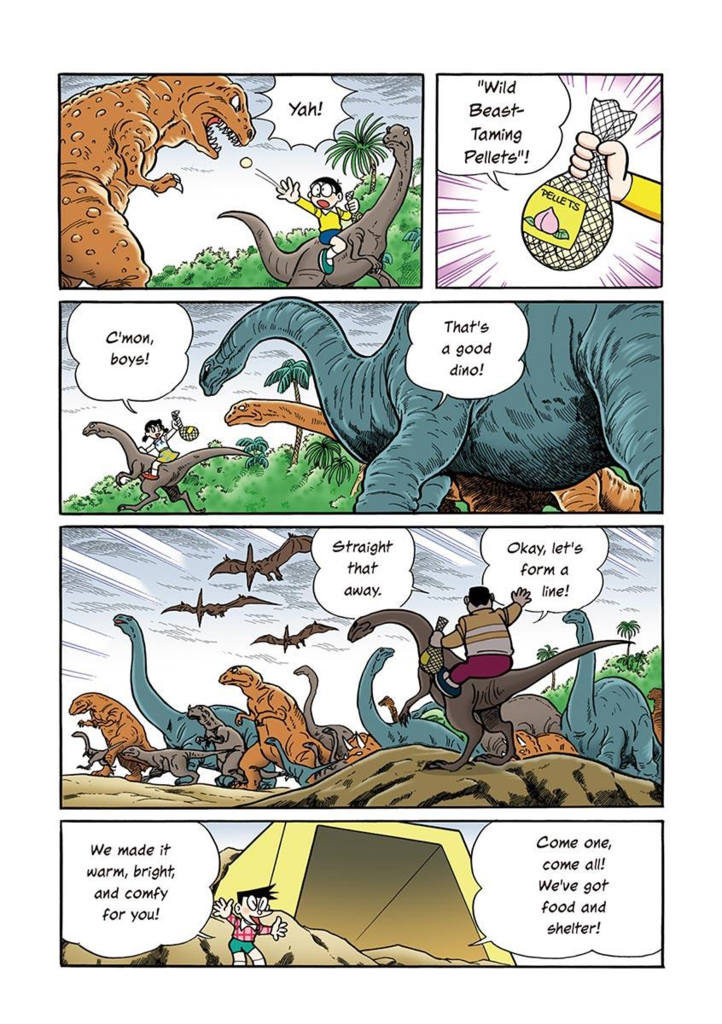 Yah!
"Wild
Beast-
Taming
Pellets"!
PELLETS
C'mon,
boys!
That's
a good
dino!
Straight
that
away.
Okay, let's
form a
line!
We made it
warm, bright,
and comfy
for you!
Come one,
come all!
We've got
food and
shelter!